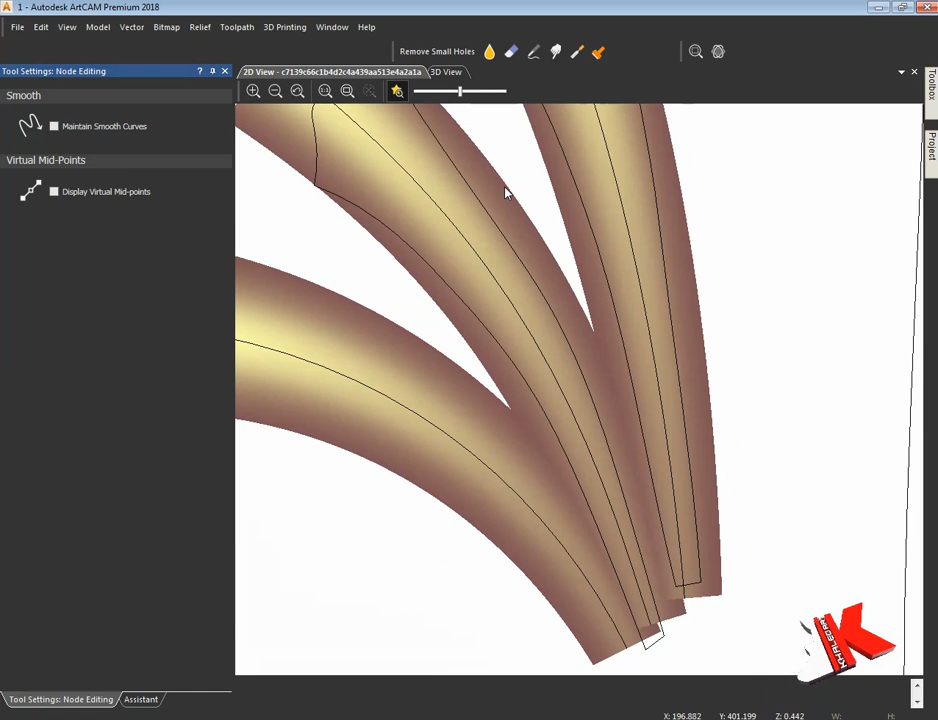 1 - Autodesk ArtCAM Premium 2018
File Edit View Model Vector Bitmap Relief Toolpath 3D Printing Window Help
Remove Small Holes
Tool Settings: Node Editing ?
2D View - c7139c66c1b4d2c4a439aa513e4a2a1a 3D View
Smooth
Maintain Smooth Curves
Virtual Mid-Points
Display Virtual Mid-points
Toolbox
Project
KHALEDRR
K
Tool Settings: Node Editing Assistant
X: 196.882 Y: 401.199 Z: 0.442 W: H: